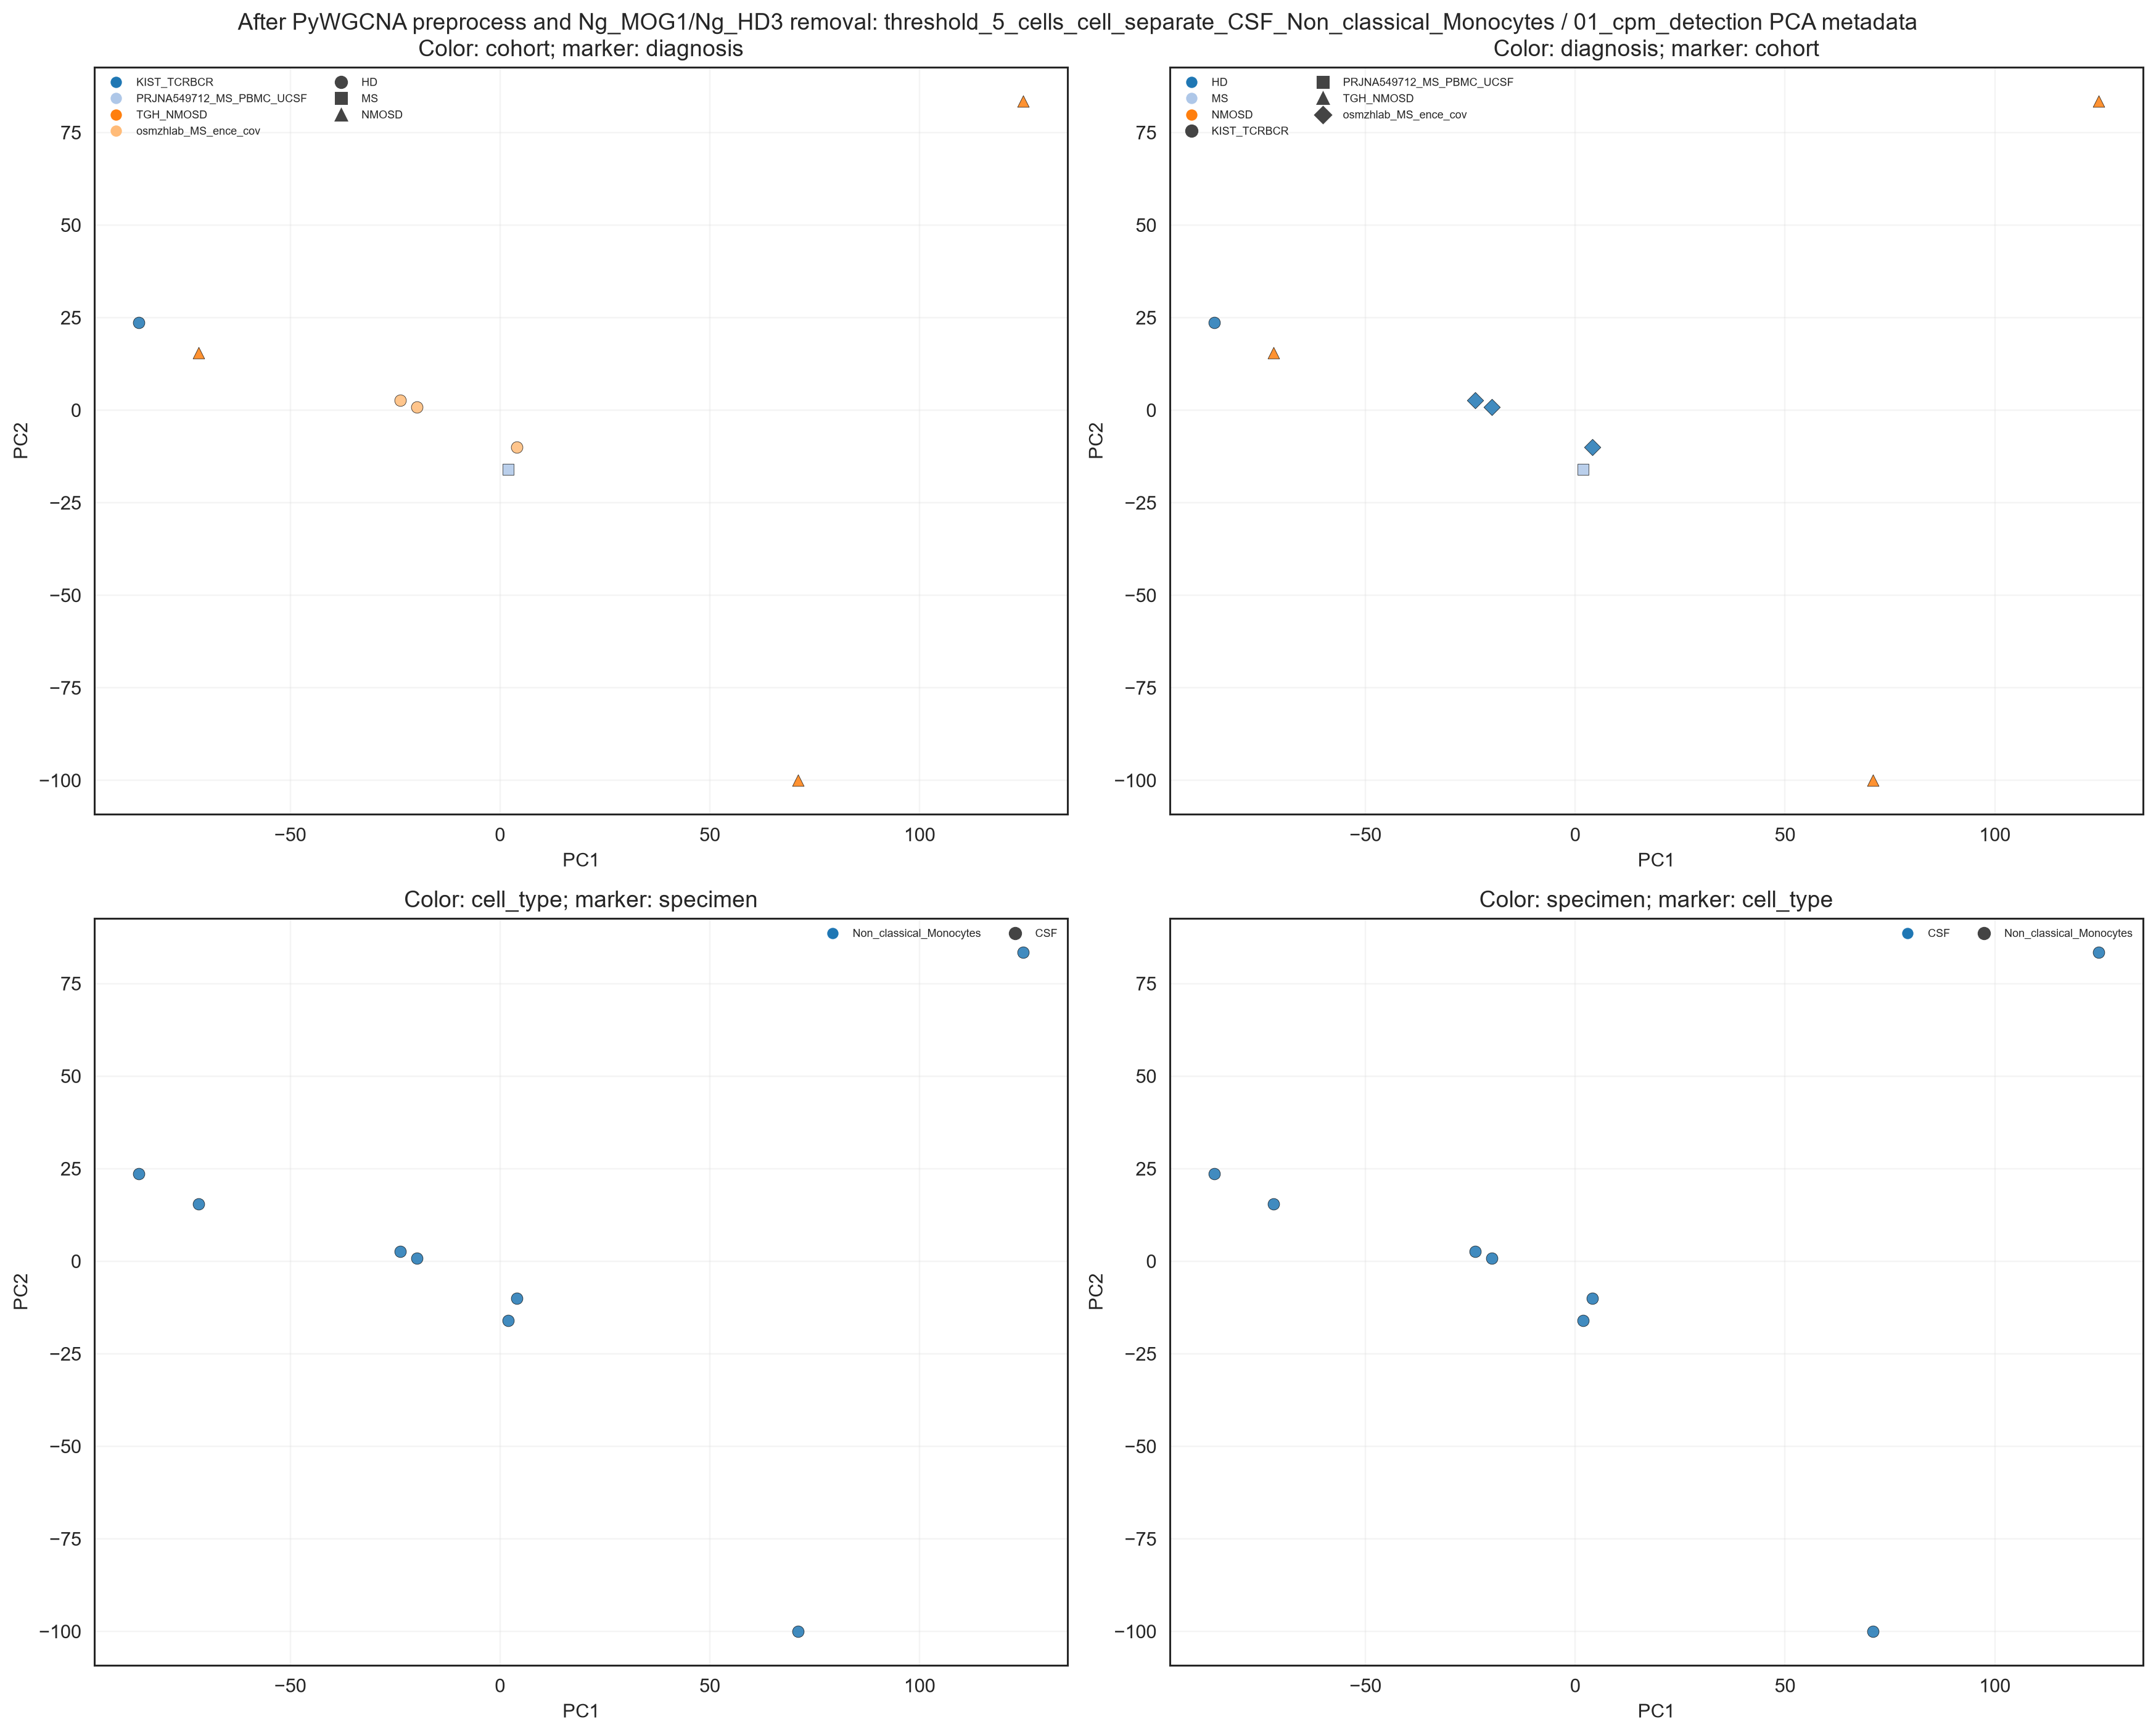 After PyWGCNA preprocess and Ng_MOG1/Ng_HD3 removal: threshold_5_cells_cell_separate_CSF_Non_classical_Monocytes / 01_cpm_detection PCA metadata
Color: cohort; marker: diagnosis
KIST_TCRBCR
PRJNA549712_MS_PBMC_UCSF
TGH_NMOSD
osmzhlab_MS_ence_cov
HD
MS
NMOSD
75
50
25
0
−25
−50
−75
−100
PC2
−50
0
50
100
PC1
Color: diagnosis; marker: cohort
HD
MS
NMOSD
KIST_TCRBCR
PRJNA549712_MS_PBMC_UCSF
TGH_NMOSD
osmzhlab_MS_ence_cov
75
50
25
0
−25
−50
−75
−100
PC2
−50
0
50
100
PC1
Color: cell_type; marker: specimen
Non_classical_Monocytes
CSF
75
50
25
0
−25
−50
−75
−100
PC2
−50
0
50
100
PC1
Color: specimen; marker: cell_type
CSF
Non_classical_Monocytes
75
50
25
0
−25
−50
−75
−100
PC2
−50
0
50
100
PC1